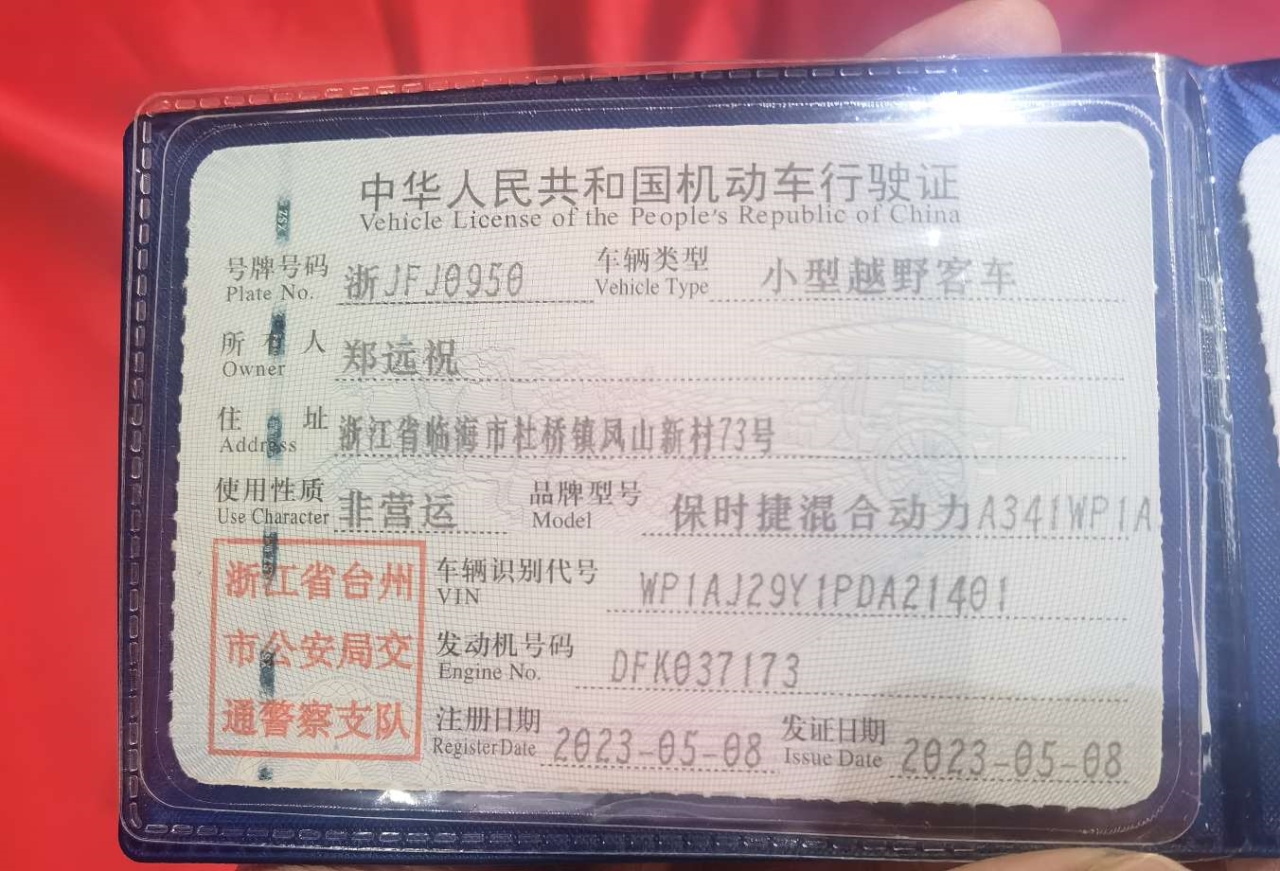 中华人民共和国机动车行驶证
Vehicle License of the People's Republic of China
号牌号码 浙JFJ0950 车辆类型 小型越野客车
Plate No. Vehicle Type
所有人 郑远祝
Owner
住址 浙江省临海市杜桥镇凤山新村73号
Address
使用性质 非营运 品牌型号 保时捷混合动力A341WP1A
Use Character Model
浙江省台州
市公安局交
通警察支队
车辆识别代号 WP1AJ29Y1PDA21401
VIN
发动机号码 DFK037173
Engine No.
注册日期 2023-05-08 发证日期 2023-05-08
Register Date Issue Date